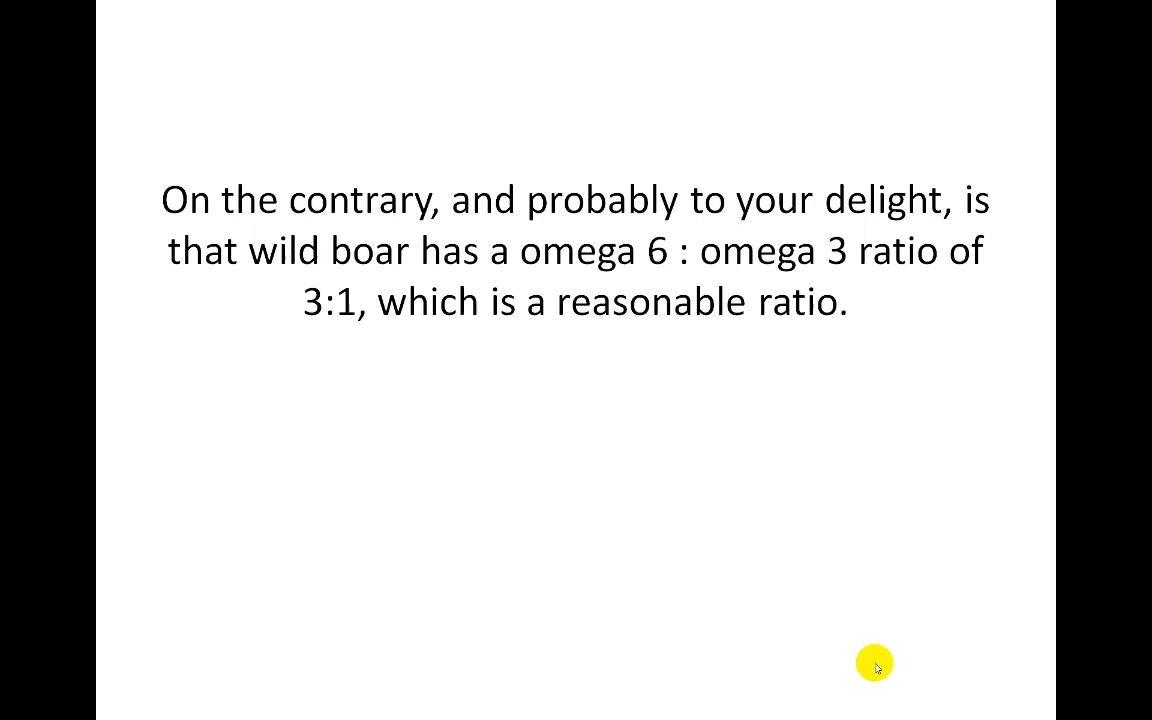 On the contrary, and probably to your delight, is
that wild boar has a omega 6 : omega 3 ratio of
3:1, which is a reasonable ratio.